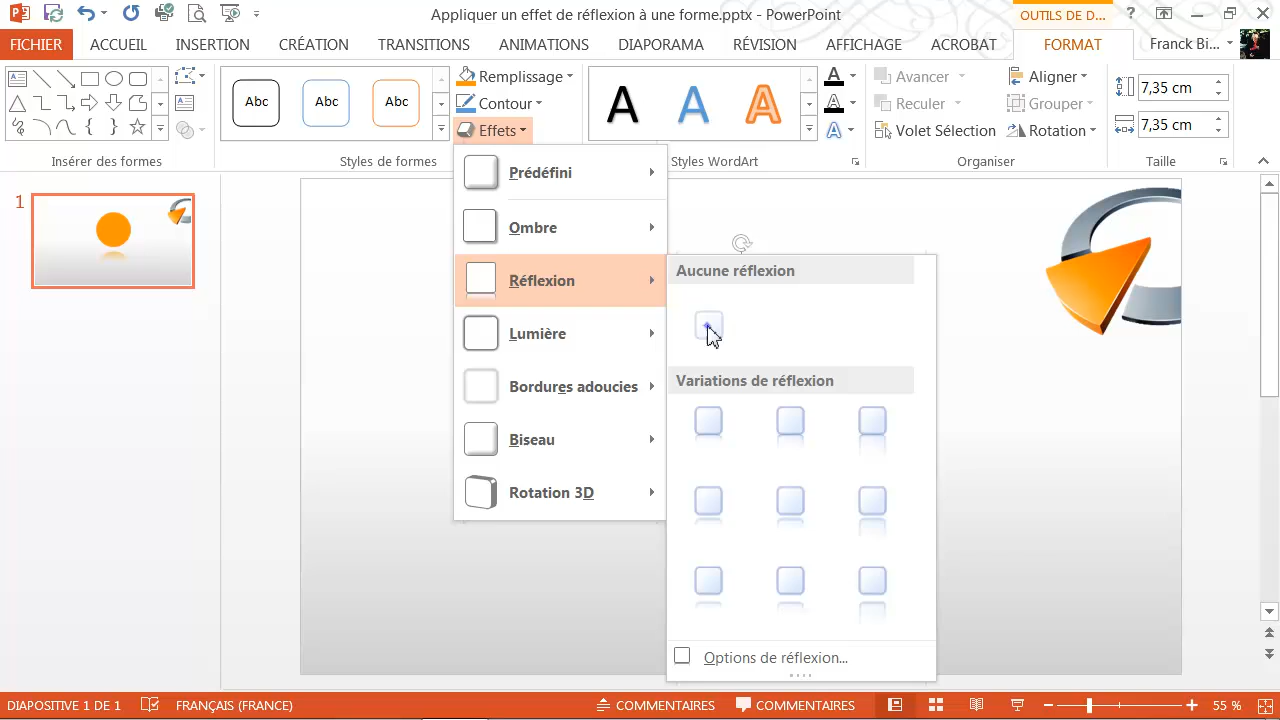 Appliquer un effet de réflexion à une forme.pptx - PowerPoint
OUTILS DE D...
?
FICHIER
ACCUEIL
INSERTION
CRÉATION
TRANSITIONS
ANIMATIONS
DIAPORAMA
RÉVISION
AFFICHAGE
ACROBAT
FORMAT
Franck Bi...
Abc
Abc
Abc
Remplissage
Contour
Effets
A
A
A
A
A
A
Avancer
Reculer
Volet Sélection
Aligner
Grouper
Rotation
7,35 cm
7,35 cm
Insérer des formes
Styles de formes
Styles WordArt
Organiser
Taille
1
Prédéfini
Ombre
Réflexion
Lumière
Bordures adoucies
Biseau
Rotation 3D
Aucune réflexion
Variations de réflexion
Options de réflexion...
DIAPOSITIVE 1 DE 1
FRANÇAIS (FRANCE)
COMMENTAIRES
COMMENTAIRES
55 %